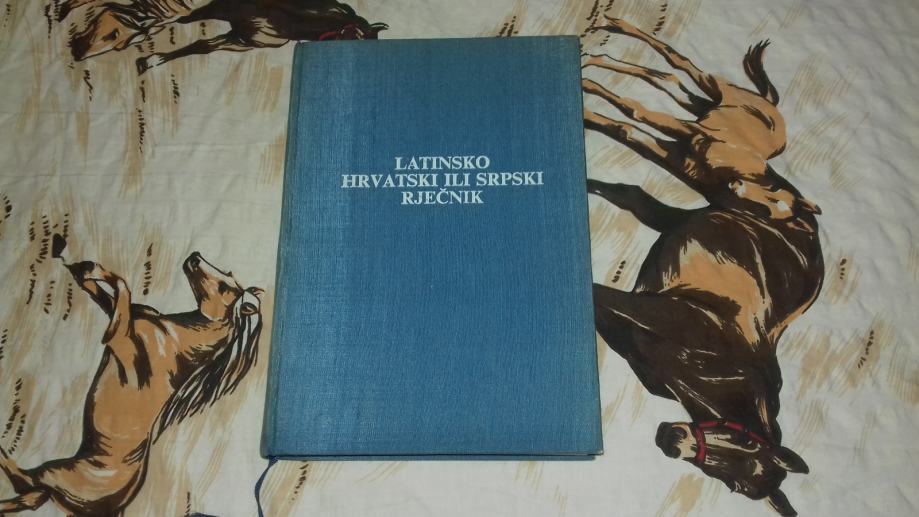 LATINSKO
HRVATSKI ILI SRPSKI
RJEČNIK